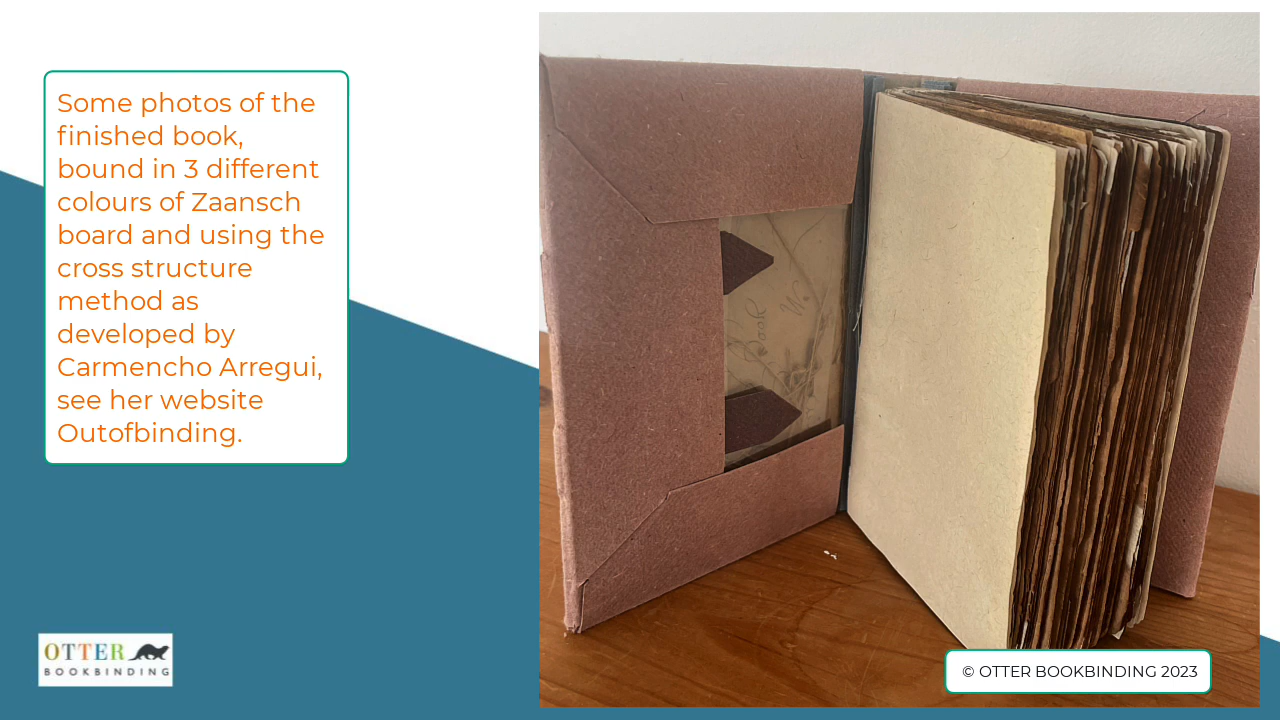 Some photos of the
finished book,
bound in 3 different
colours of Zaansch
board and using the
cross structure
method as
developed by
Carmencho Arregui,
see her website
Outofbinding.
Book
W.
OTTER
BOOKBINDING
© OTTER BOOKBINDING 2023